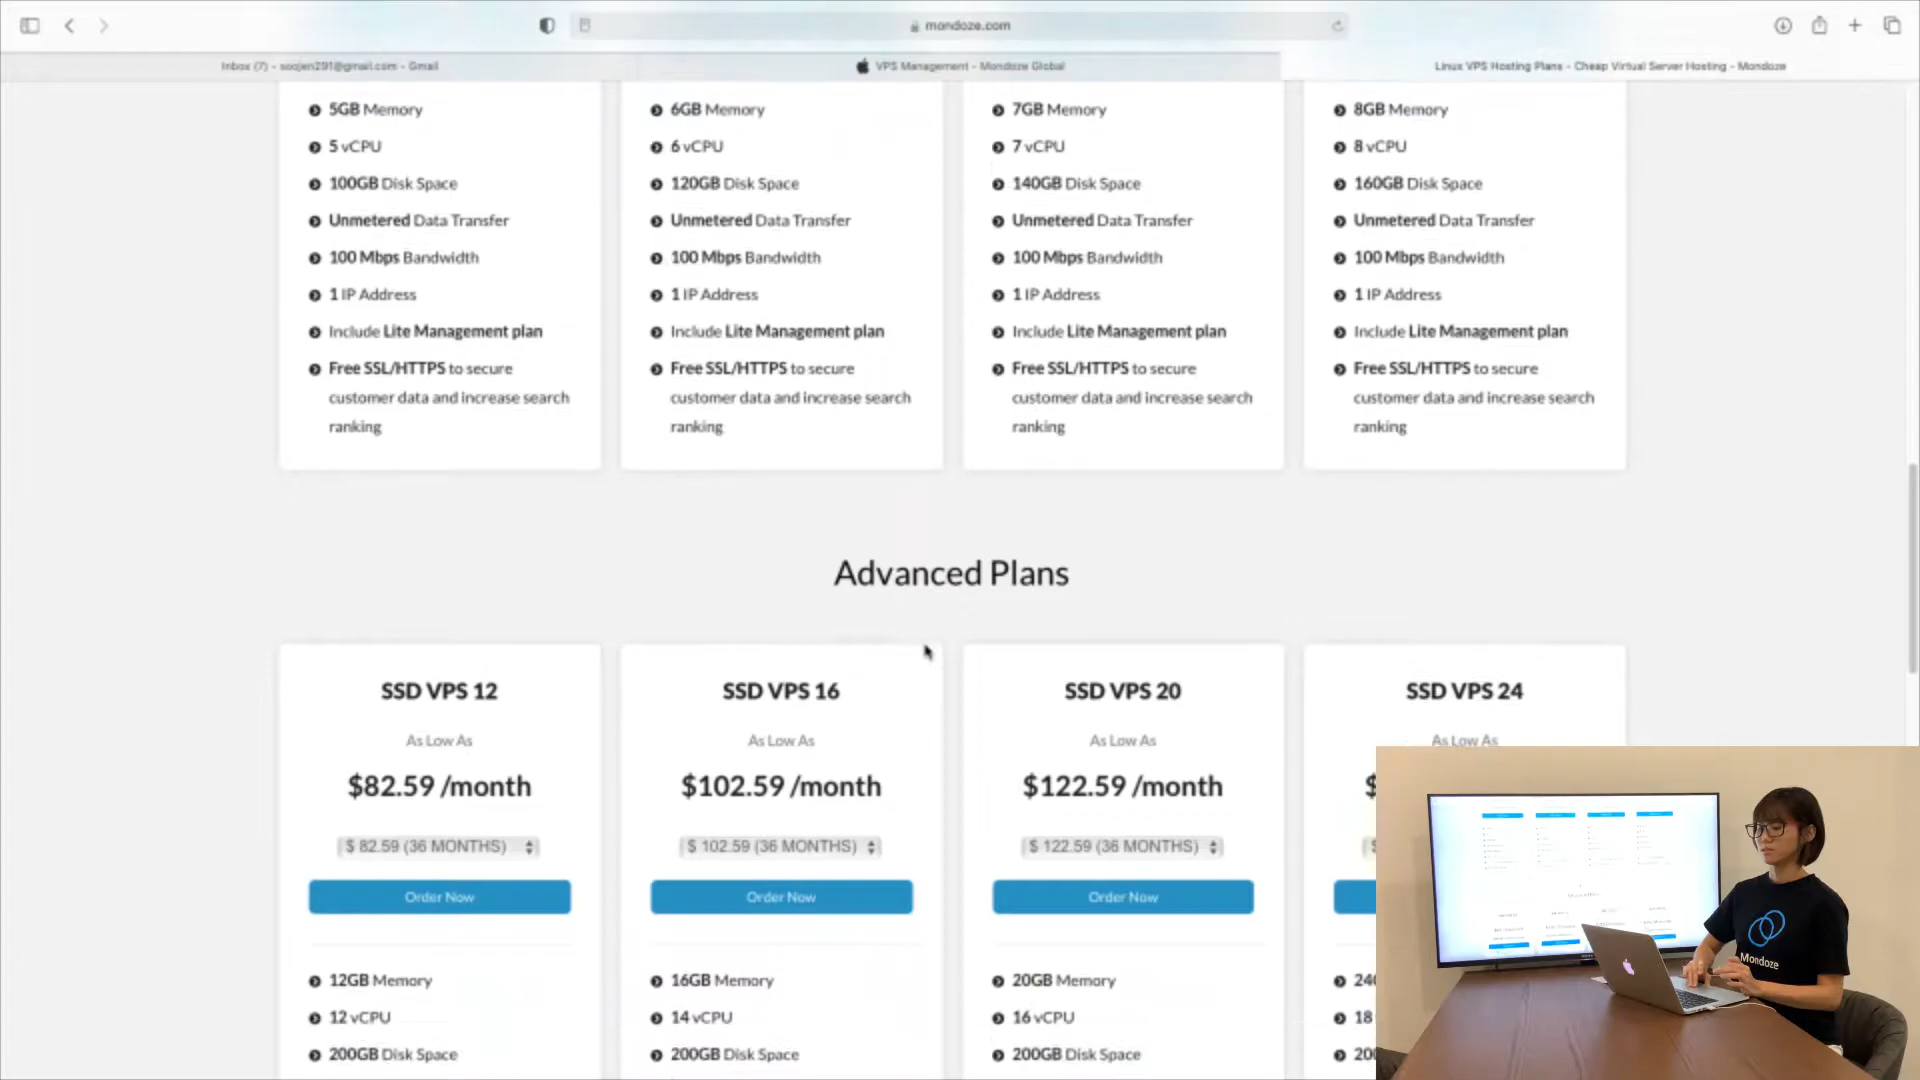 mondoze.com
Inbox (7) - soojen291@gmail.com - Gmail
VPS Management - Mondoze Global
Linux VPS Hosting Plans - Cheap Virtual Server Hosting - Mondoze
5GB Memory
5 vCPU
100GB Disk Space
Unmetered Data Transfer
100 Mbps Bandwidth
1 IP Address
Include Lite Management plan
Free SSL/HTTPS to secure
customer data and increase search
ranking
6GB Memory
6 vCPU
120GB Disk Space
Unmetered Data Transfer
100 Mbps Bandwidth
1 IP Address
Include Lite Management plan
Free SSL/HTTPS to secure
customer data and increase search
ranking
7GB Memory
7 vCPU
140GB Disk Space
Unmetered Data Transfer
100 Mbps Bandwidth
1 IP Address
Include Lite Management plan
Free SSL/HTTPS to secure
customer data and increase search
ranking
8GB Memory
8 vCPU
160GB Disk Space
Unmetered Data Transfer
100 Mbps Bandwidth
1 IP Address
Include Lite Management plan
Free SSL/HTTPS to secure
customer data and increase search
ranking
Advanced Plans
SSD VPS 12
As Low As
$82.59 /month
$ 82.59 (36 MONTHS)
Order Now
12GB Memory
12 vCPU
200GB Disk Space
SSD VPS 16
As Low As
$102.59 /month
$ 102.59 (36 MONTHS)
Order Now
16GB Memory
14 vCPU
200GB Disk Space
SSD VPS 20
As Low As
$122.59 /month
$ 122.59 (36 MONTHS)
Order Now
20GB Memory
16 vCPU
200GB Disk Space
SSD VPS 24
As Low As
$
18
Mondoze